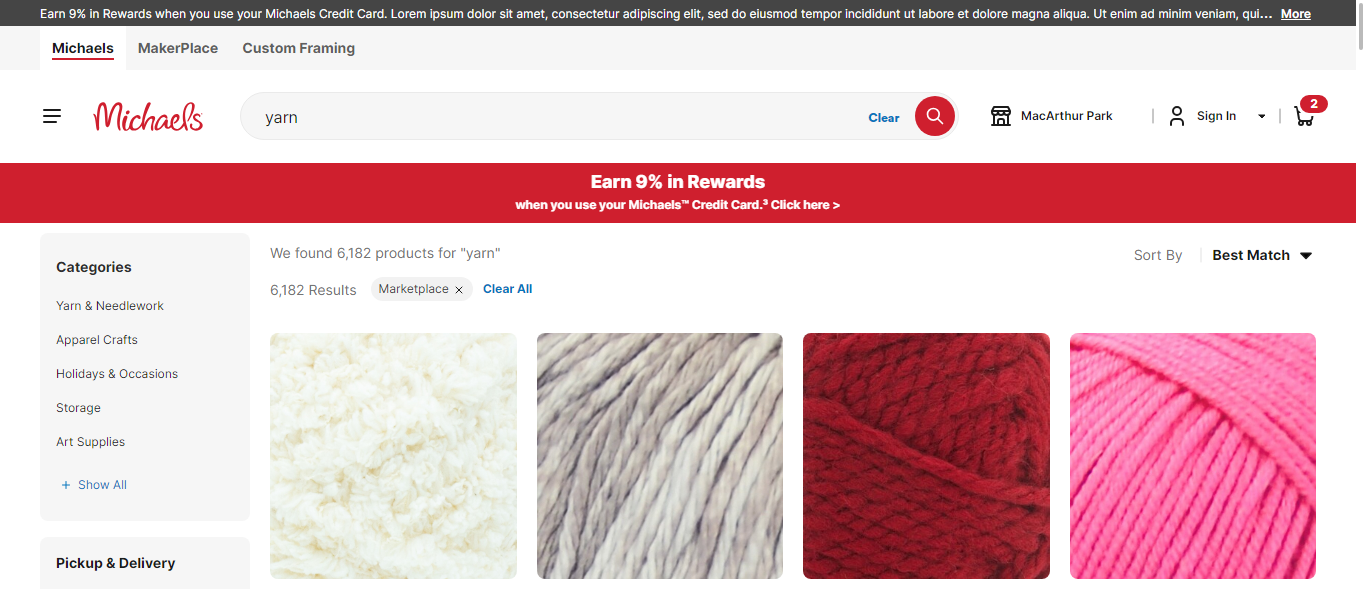 Earn 9% in Rewards when you use your Michaels Credit Card. Lorem ipsum dolor sit amet, consectetur adipiscing elit, sed do eiusmod tempor incididunt ut labore et dolore magna aliqua. Ut enim ad minim veniam, qui... More
Michaels MakerPlace Custom Framing
Michaels yarn Clear MacArthur Park Sign In 2
Earn 9% in Rewards
when you use your Michaels™ Credit Card.³ Click here >
We found 6,182 products for "yarn"
Sort By Best Match
6,182 Results Marketplace × Clear All
Categories
Yarn & Needlework
Apparel Crafts
Holidays & Occasions
Storage
Art Supplies
+ Show All
Pickup & Delivery